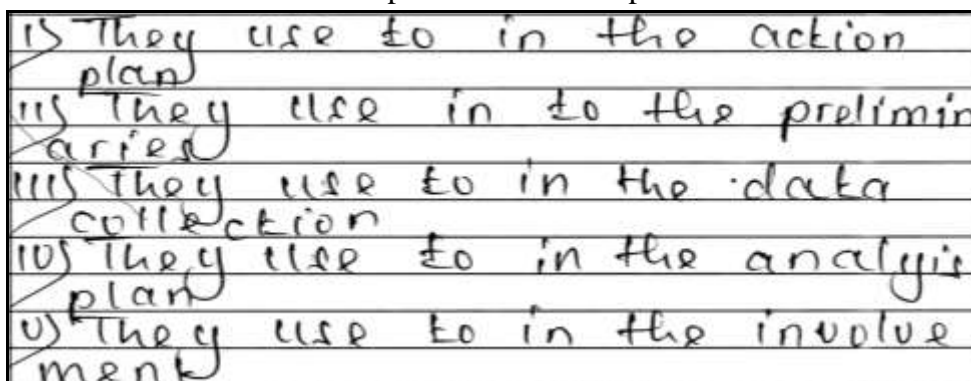 i) They use to in the action
plan
ii) They use in to the prelimin
aries
iii) They use to in the data
collection
iv) They use to in the analyis
plan
v) They use to in the involve
ment